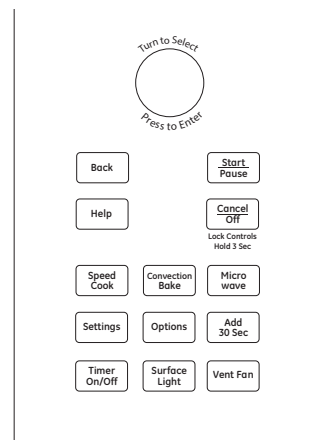 Turn to Select
Press to Enter
Back
Start
Pause
Help
Cancel
Off
Lock Controls
Hold 3 Sec
Speed
Cook
Convection
Bake
Micro
wave
Settings
Options
Add
30 Sec
Timer
On/Off
Surface
Light
Vent Fan